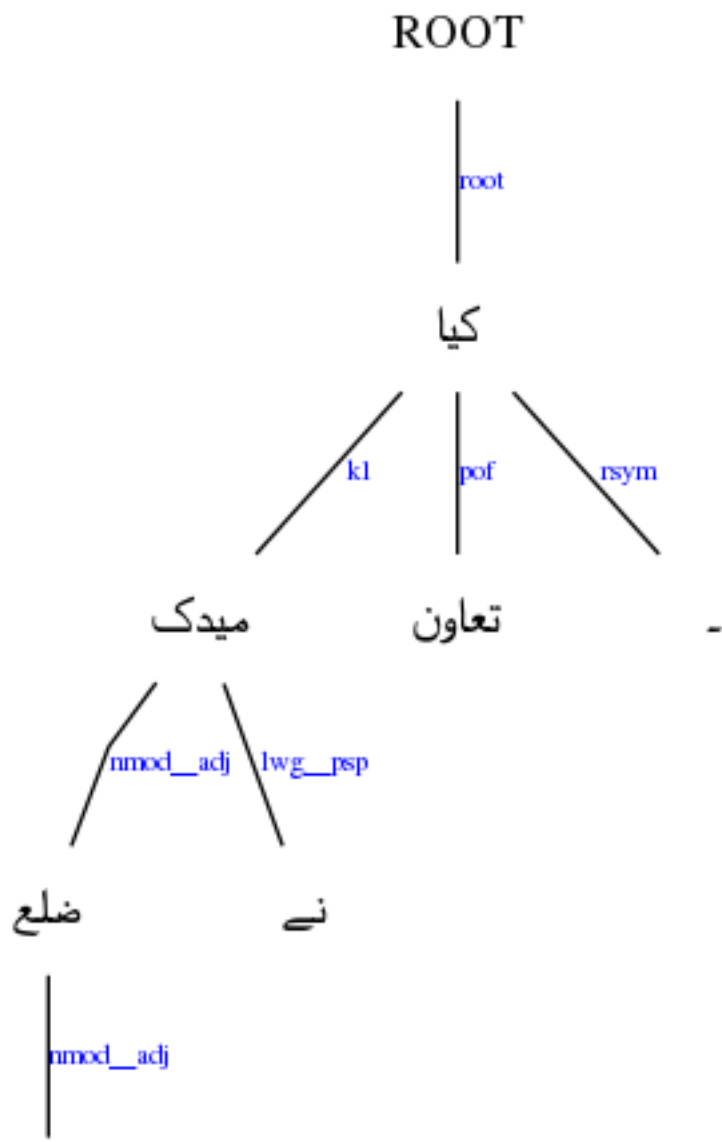 ROOT
root
کیا
k1 pof rsym
میدک تعاون ۔
nmod__adj lwg__psp
ضلع نے
nmod__adj